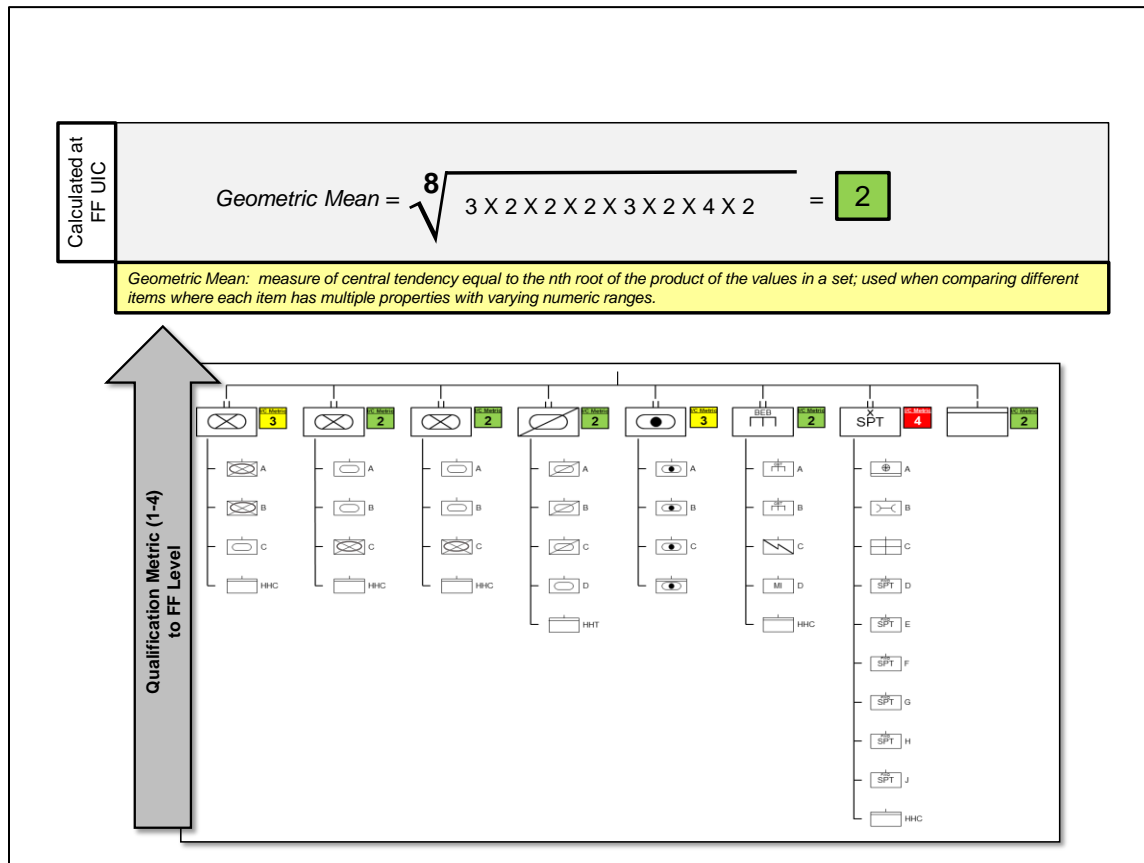 Calculated at
FF UIC
Geometric Mean = 8 3 X 2 X 2 X 2 X 3 X 2 X 4 X 2 = 2
Geometric Mean: measure of central tendency equal to the nth root of the product of the values in a set; used when comparing different
items where each item has multiple properties with varying numeric ranges.
Qualification Metric (1-4)
to FF Level
3
2
2
2
3
BEB
2
X
SPT
4
2
A
B
C
HHC
A
B
C
HHC
A
B
C
HHC
A
B
C
D
HHT
A
B
C
A
B
C
MI D
HHC
A
B
C
SPT D
SPT E
SPT F
SPT G
SPT H
SPT J
HHC